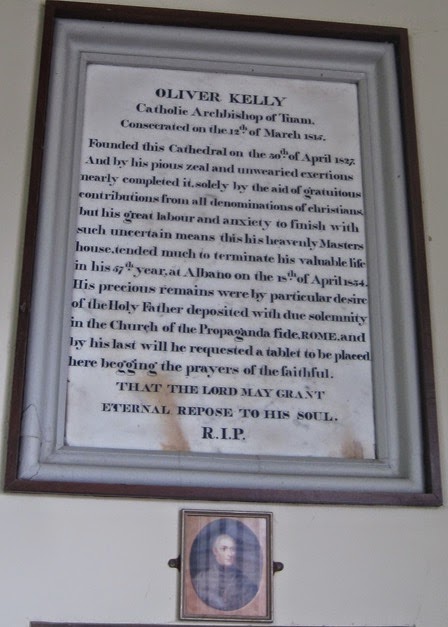 OLIVER KELLY
Catholic Archbishop of Tuam.
Consecrated on the 12th of March 1815.
Founded this Cathedral on the 30th of April 1827.
And by his pious zeal and unwearied exertions
nearly completed it, solely by the aid of gratuitous
contributions from all denominations of christians,
but his great labour and anxiety to finish with
such uncertain means this his heavenly Masters
house, tended much to terminate his valuable life
in his 57th year, at Albano on the 18th of April 1834.
His precious remains were by particular desire
of the Holy Father deposited with due solemnity
in the Church of the Propaganda fide, ROME, and
by his last will he requested a tablet to be placed
here begging the prayers of the faithful.
THAT THE LORD MAY GRANT
ETERNAL REPOSE TO HIS SOUL.
R.I.P.